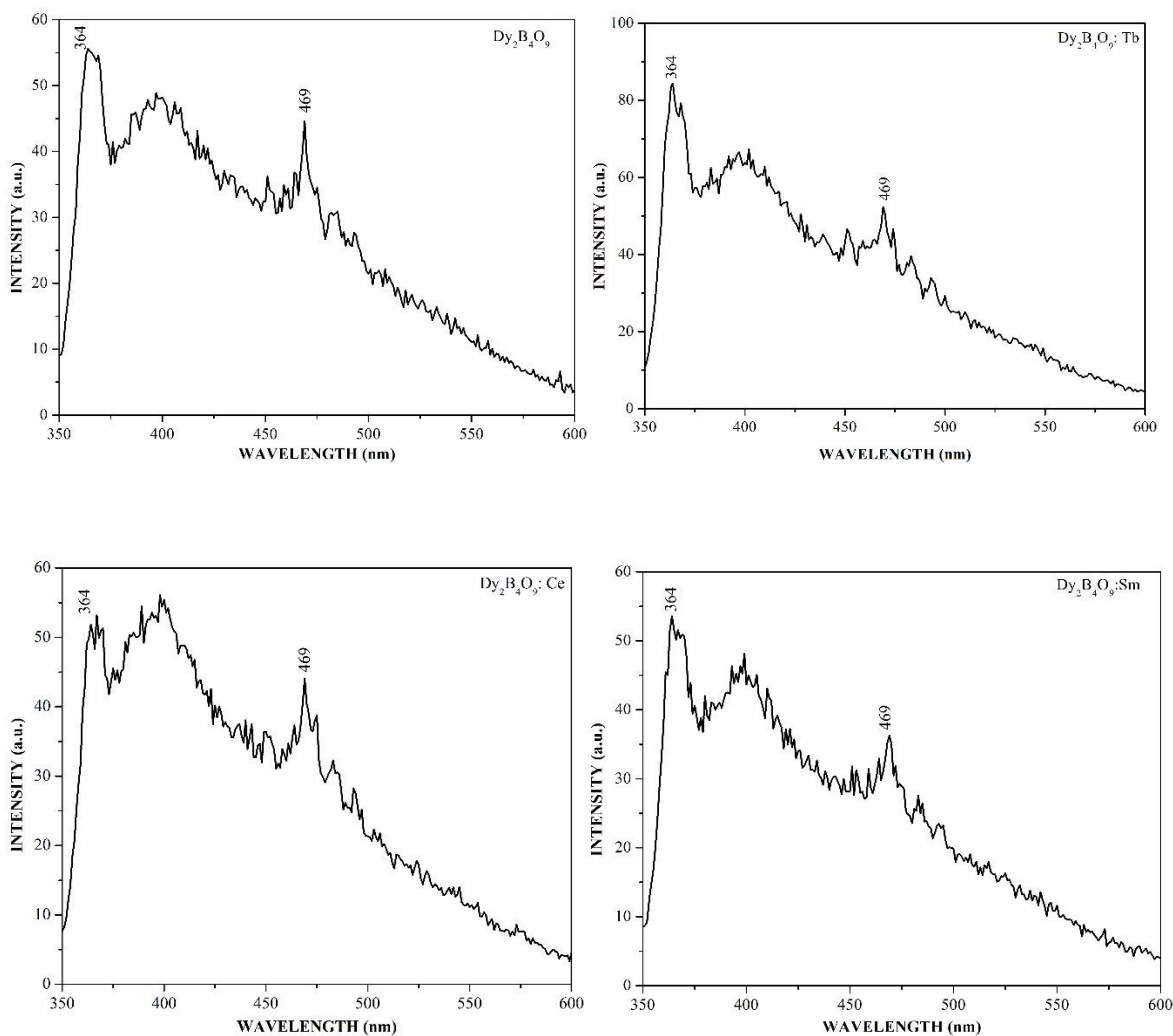 Dy₂B₄O₉
364
469
INTENSITY (a.u.)
60
50
40
30
20
10
0
350 400 450 500 550 600
WAVELENGTH (nm)
Dy₂B₄O₉: Tb
364
469
INTENSITY (a.u.)
100
80
60
40
20
0
350 400 450 500 550 600
WAVELENGTH (nm)
Dy₂B₄O₉: Ce
364
469
INTENSITY (a.u.)
60
50
40
30
20
10
0
350 400 450 500 550 600
WAVELENGTH (nm)
Dy₂B₄O₉:Sm
364
469
INTENSITY (a.u.)
60
50
40
30
20
10
0
350 400 450 500 550 600
WAVELENGTH (nm)